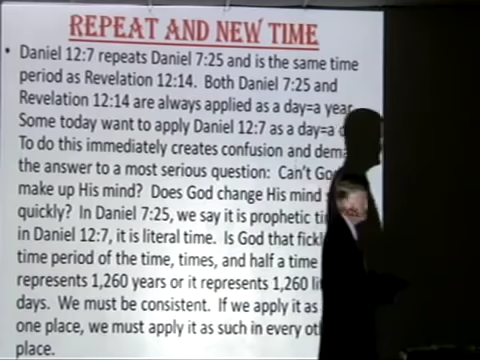 REPEAT AND NEW TIME
• Daniel 12:7 repeats Daniel 7:25 and is the same time
period as Revelation 12:14. Both Daniel 7:25 and
Revelation 12:14 are always applied as a day=a year.
Some today want to apply Daniel 12:7 as a day=a
To do this immediately creates confusion and
the answer to a most serious question: Can't
make up His mind? Does God change His mind
quickly? In Daniel 7:25, we say it is prophetic
in Daniel 12:7, it is literal time. Is God that
time period of the time, times, and half a time
represents 1,260 years or it represents 1,260
days. We must be consistent. If we apply it as
one place, we must apply it as such in every
place.